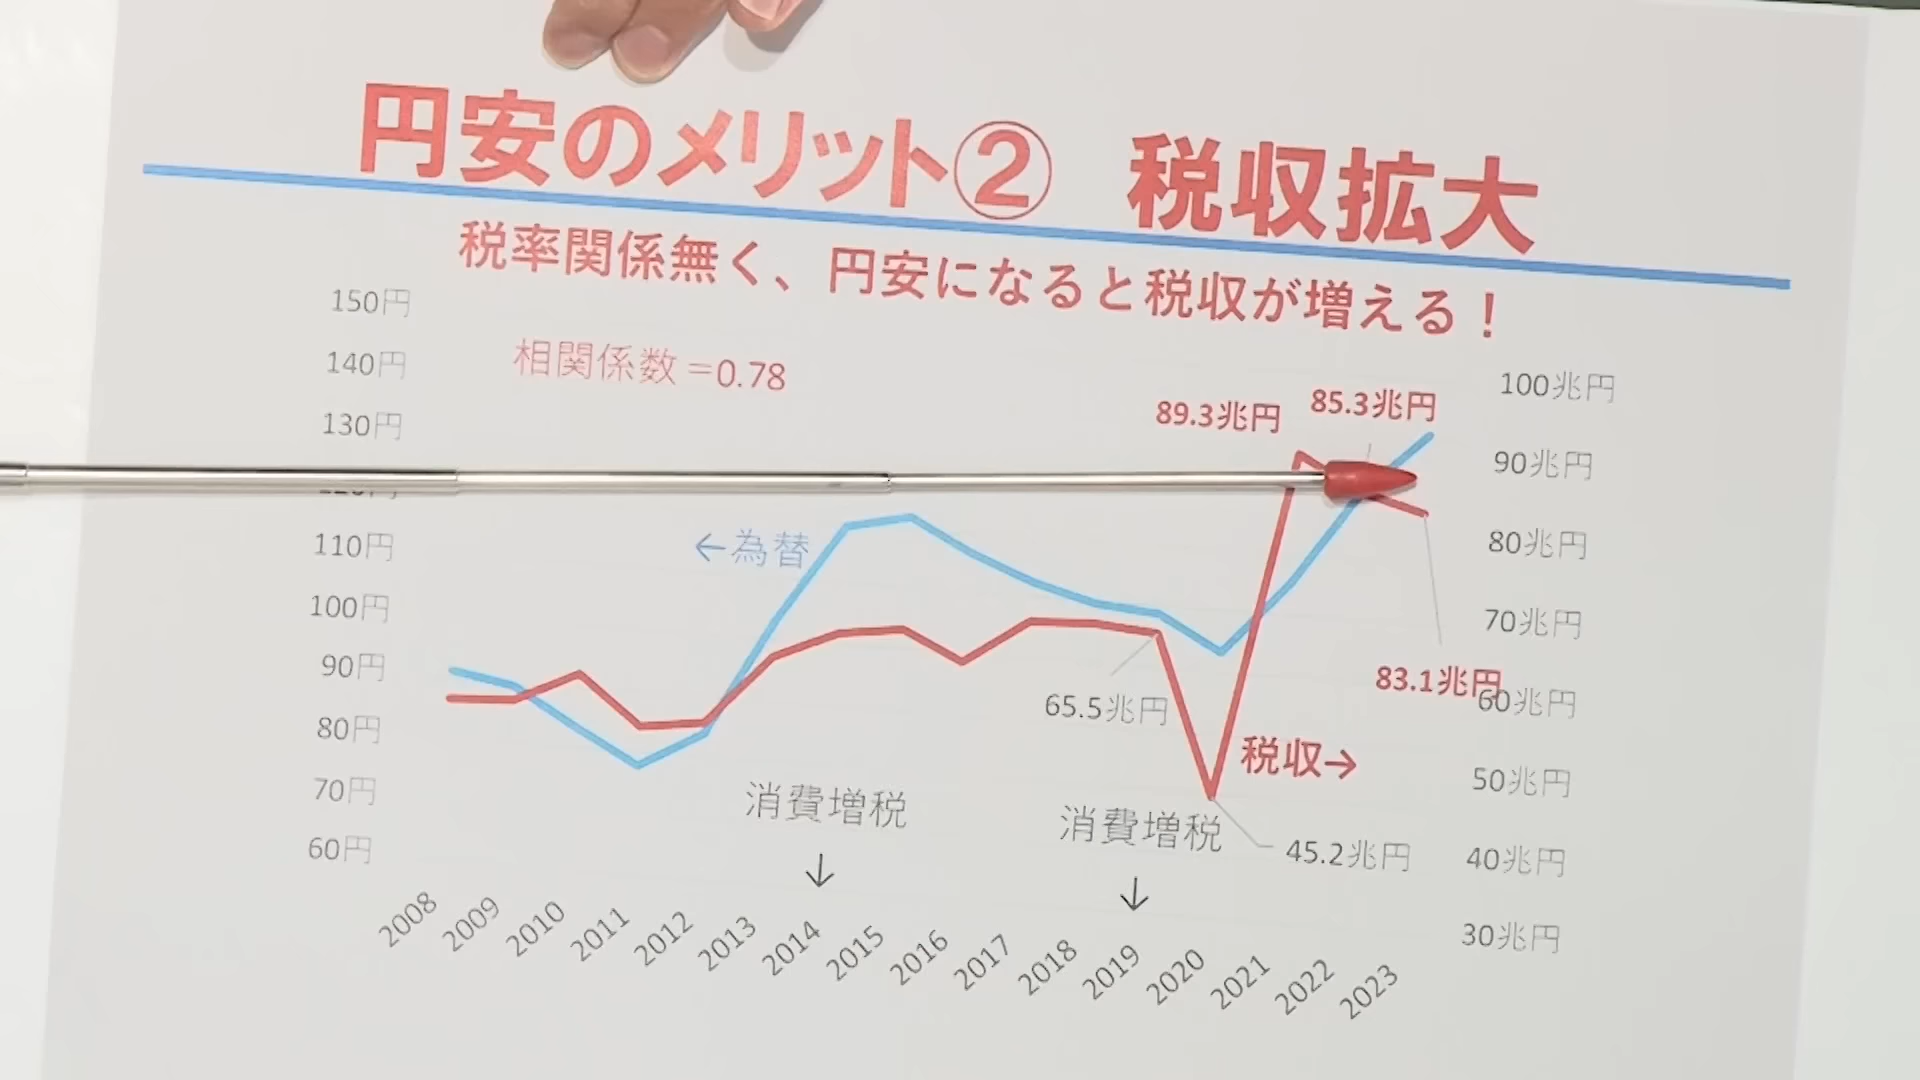 円安のメリット② 税収拡大
税率関係無く、円安になると税収が増える！
相関係数＝0.78
150円
140円
130円
110円
100円
90円
80円
70円
60円
←為替
89.3兆円
85.3兆円
65.5兆円
83.1兆円
税収→
45.2兆円
消費増税
↓
消費増税
↓
100兆円
90兆円
80兆円
70兆円
60兆円
50兆円
40兆円
30兆円
2008 2009 2010 2011 2012 2013 2014 2015 2016 2017 2018 2019 2020 2021 2022 2023